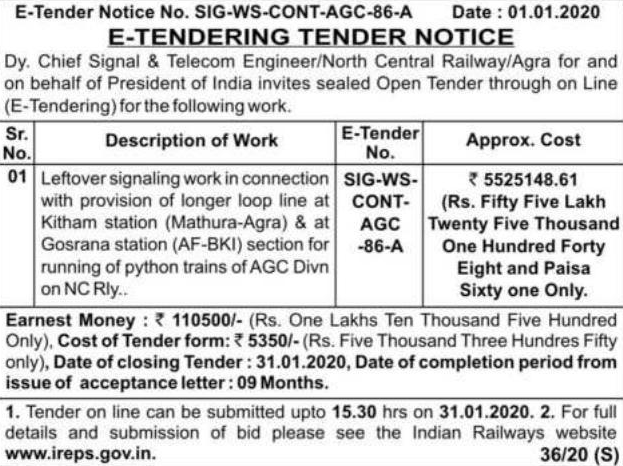 E-Tender Notice No. SIG-WS-CONT-AGC-86-A Date : 01.01.2020
E-TENDERING TENDER NOTICE
Dy. Chief Signal & Telecom Engineer/North Central Railway/Agra for and
on behalf of President of India invites sealed Open Tender through on Line
(E-Tendering) for the following work.
Sr. No.
Description of Work
E-Tender No.
Approx. Cost
01
Leftover signaling work in connection
with provision of longer loop line at
Kitham station (Mathura-Agra) & at
Gosrana station (AF-BKI) section for
running of python trains of AGC Divn
on NC Rly..
SIG-WS-
CONT-
AGC
-86-A
₹ 5525148.61
(Rs. Fifty Five Lakh
Twenty Five Thousand
One Hundred Forty
Eight and Paisa
Sixty one Only.
Earnest Money : ₹ 110500/- (Rs. One Lakhs Ten Thousand Five Hundred
Only), Cost of Tender form: ₹ 5350/- (Rs. Five Thousand Three Hundres Fifty
only), Date of closing Tender : 31.01.2020, Date of completion period from
issue of acceptance letter : 09 Months.
1. Tender on line can be submitted upto 15.30 hrs on 31.01.2020. 2. For full
details and submission of bid please see the Indian Railways website
www.ireps.gov.in. 36/20 (S)